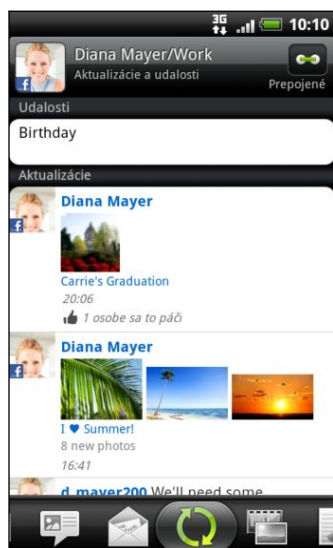 3G
10:10
Diana Mayer/Work
Aktualizácie a udalosti
Prepojené
Udalosti
Birthday
Aktualizácie
Diana Mayer
Carrie's Graduation
20:06
1 osobe sa to páči
Diana Mayer
I ♥ Summer!
8 new photos
16:41
d_mayer200 We'll need some